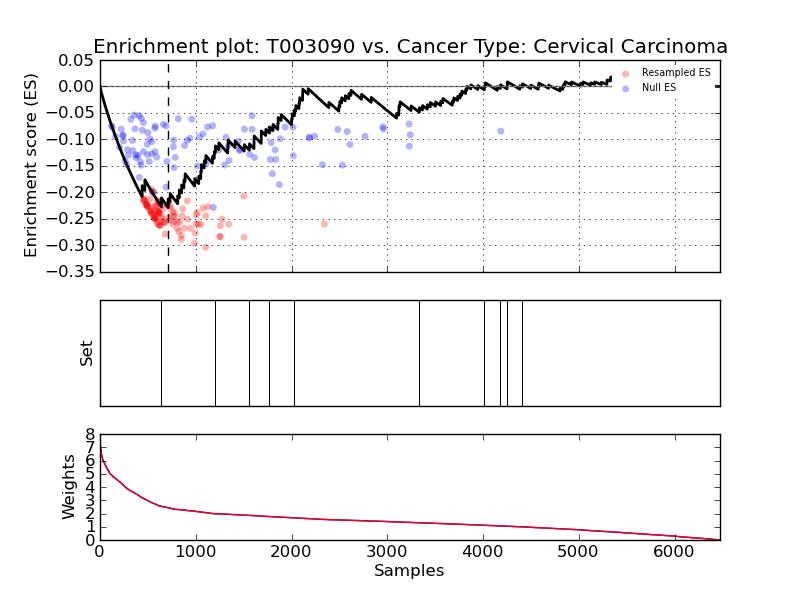 Enrichment plot: T003090 vs. Cancer Type: Cervical Carcinoma
Enrichment score (ES)
0.05
0.00
−0.05
−0.10
−0.15
−0.20
−0.25
−0.30
−0.35
Resampled ES
Null ES
Set
Weights
8
7
6
5
4
3
2
1
0
0 1000 2000 3000 4000 5000 6000
Samples